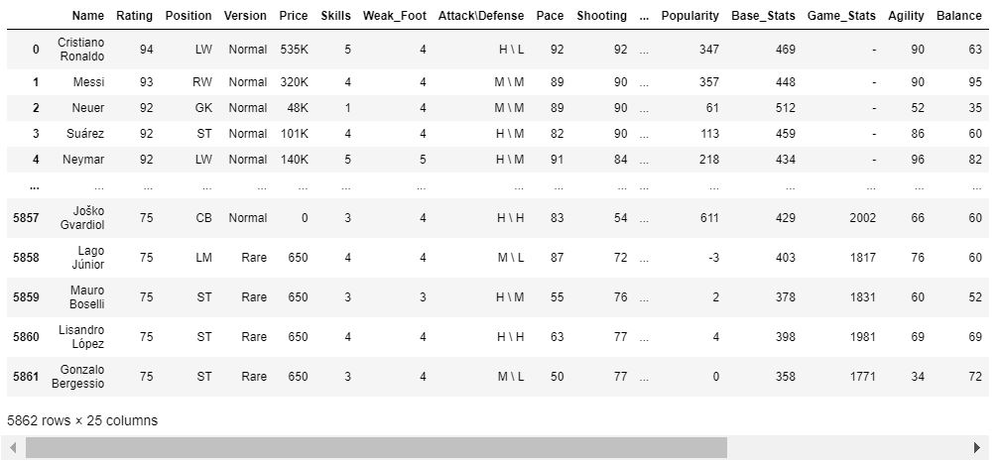 Name Rating Position Version Price Skills Weak_Foot Attack\Defense Pace Shooting ... Popularity Base_Stats Game_Stats Agility Balance
0 Cristiano Ronaldo 94 LW Normal 535K 5 4 H \ L 92 92 ... 347 469 - 90 63
1 Messi 93 RW Normal 320K 4 4 M \ M 89 90 ... 357 448 - 90 95
2 Neuer 92 GK Normal 48K 1 4 M \ M 89 90 ... 61 512 - 52 35
3 Suárez 92 ST Normal 101K 4 4 H \ M 82 90 ... 113 459 - 86 60
4 Neymar 92 LW Normal 140K 5 5 H \ M 91 84 ... 218 434 - 96 82
... ... ... ... ... ... ... ... ... ... ... ... ... ... ... ... ...
5857 Joško Gvardiol 75 CB Normal 0 3 4 H \ H 83 54 ... 611 429 2002 66 60
5858 Lago Júnior 75 LM Rare 650 4 4 M \ L 87 72 ... -3 403 1817 76 60
5859 Mauro Boselli 75 ST Rare 650 3 3 H \ M 55 76 ... 2 378 1831 60 52
5860 Lisandro López 75 ST Rare 650 3 4 H \ H 63 77 ... 4 398 1981 69 69
5861 Gonzalo Bergessio 75 ST Rare 650 3 4 M \ L 50 77 ... 0 358 1771 34 72
5862 rows × 25 columns